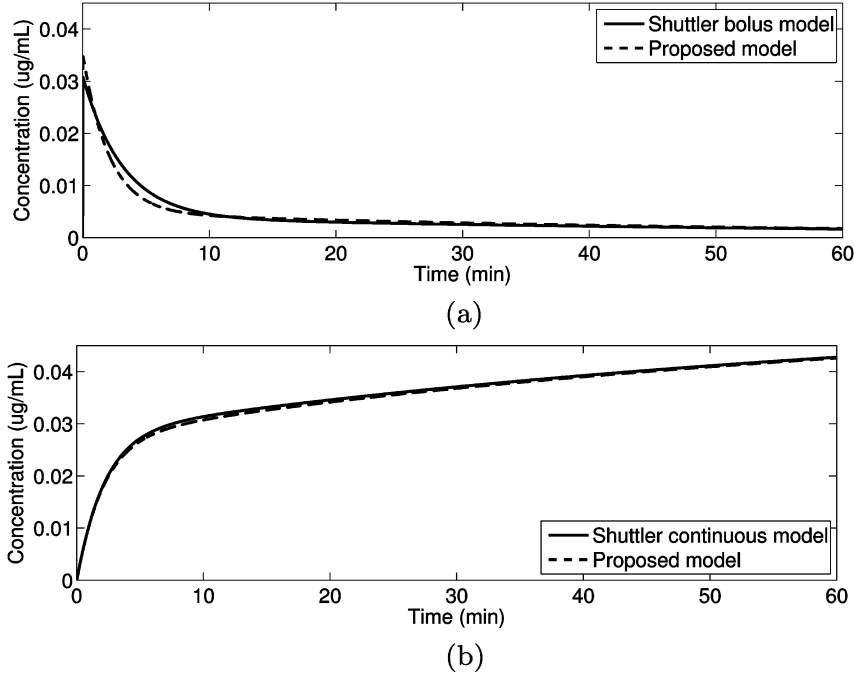 Concentration (ug/mL)
0.04
0.03
0.02
0.01
0
Shuttler bolus model
Proposed model
0 10 20 30 40 50 60
Time (min)
(a)
Concentration (ug/mL)
0.04
0.03
0.02
0.01
0
Shuttler continuous model
Proposed model
0 10 20 30 40 50 60
Time (min)
(b)